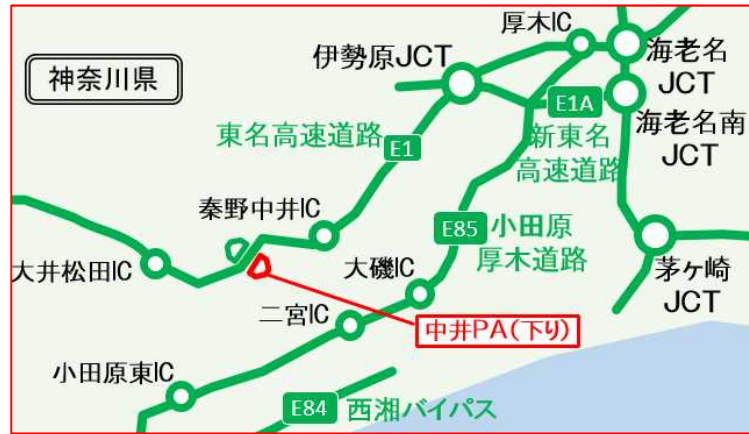 厚木IC
伊勢原JCT
海老名
JCT
神奈川県
E1A
海老名南
JCT
東名高速道路
E1
新東名
高速道路
秦野中井IC
E85
小田原
厚木道路
大井松田IC
大磯IC
茅ヶ崎
JCT
二宮IC
中井PA(下り)
小田原東IC
E84
西湘バイパス